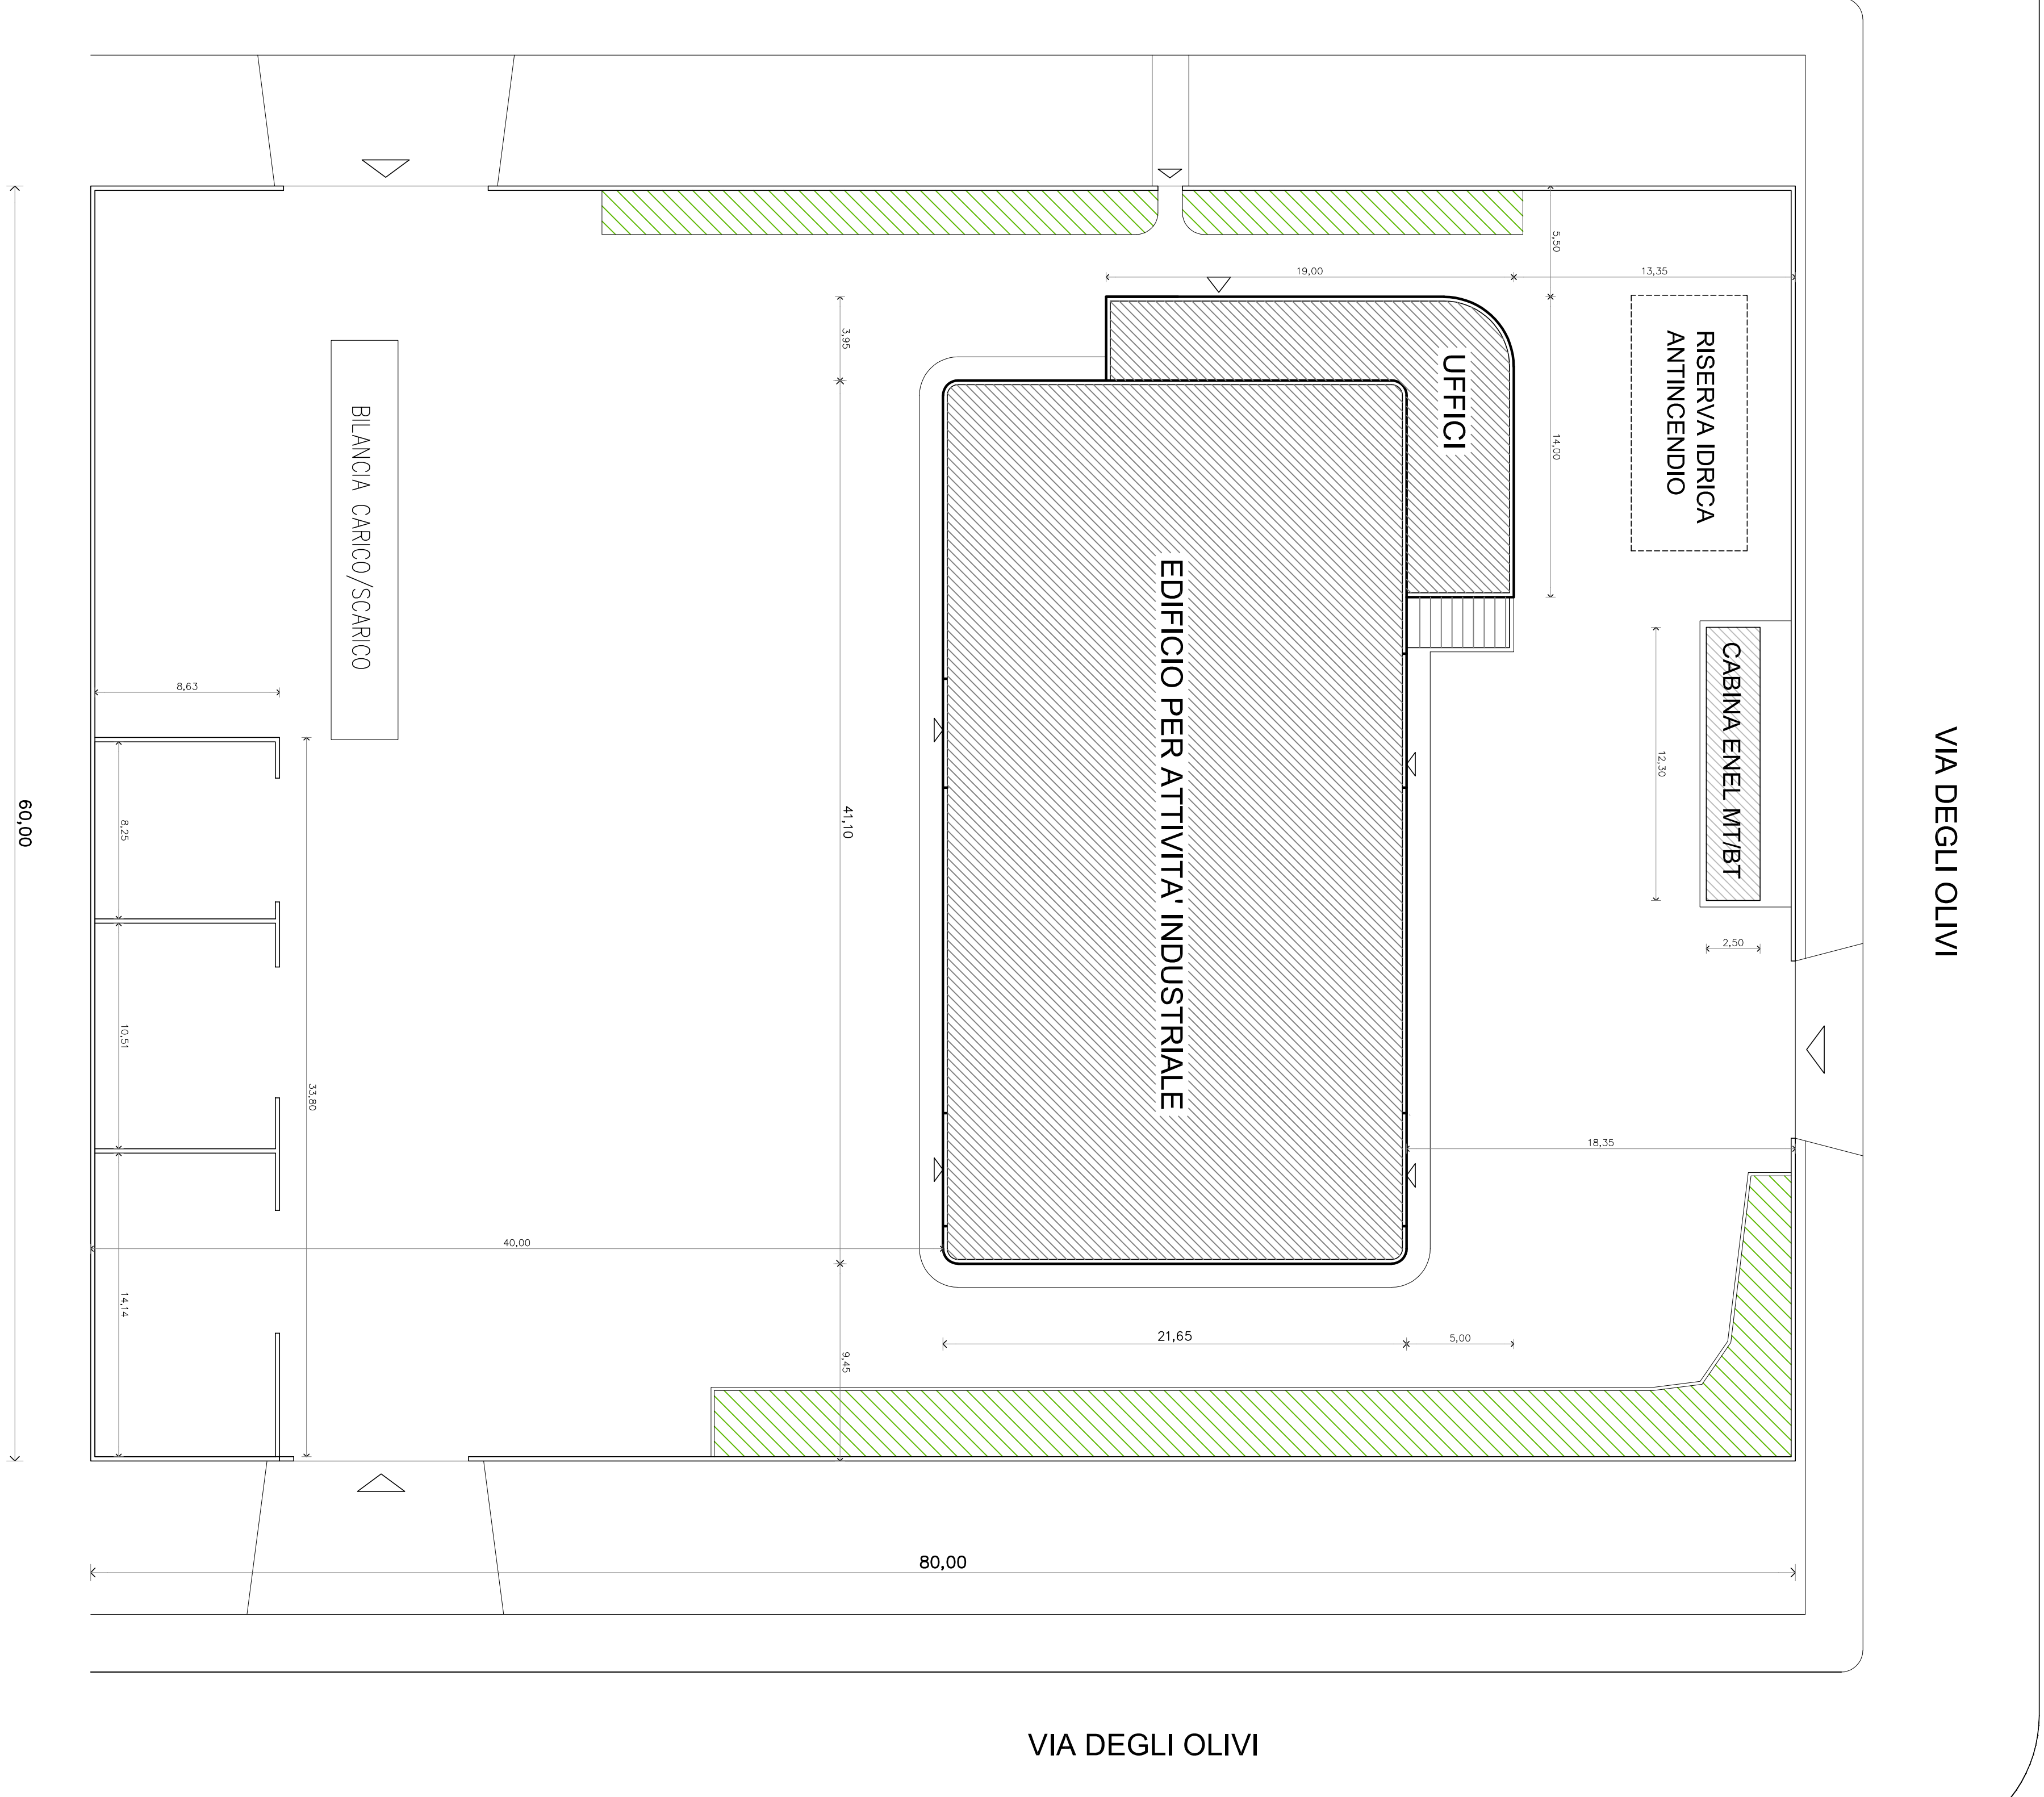 5,50
19,00
13,35
3,95
UFFICI
RISERVA IDRICA
ANTINCENDIO
14,00
BILANCIA CARICO/SCARICO
8,63
EDIFICIO PER ATTIVITA' INDUSTRIALE
CABINA ENEL MT/BT
12,30
VIA DEGLI OLIVI
60,00
8,25
41,10
2,50
10,51
33,80
18,35
40,00
14,14
21,65
5,00
9,45
80,00
VIA DEGLI OLIVI